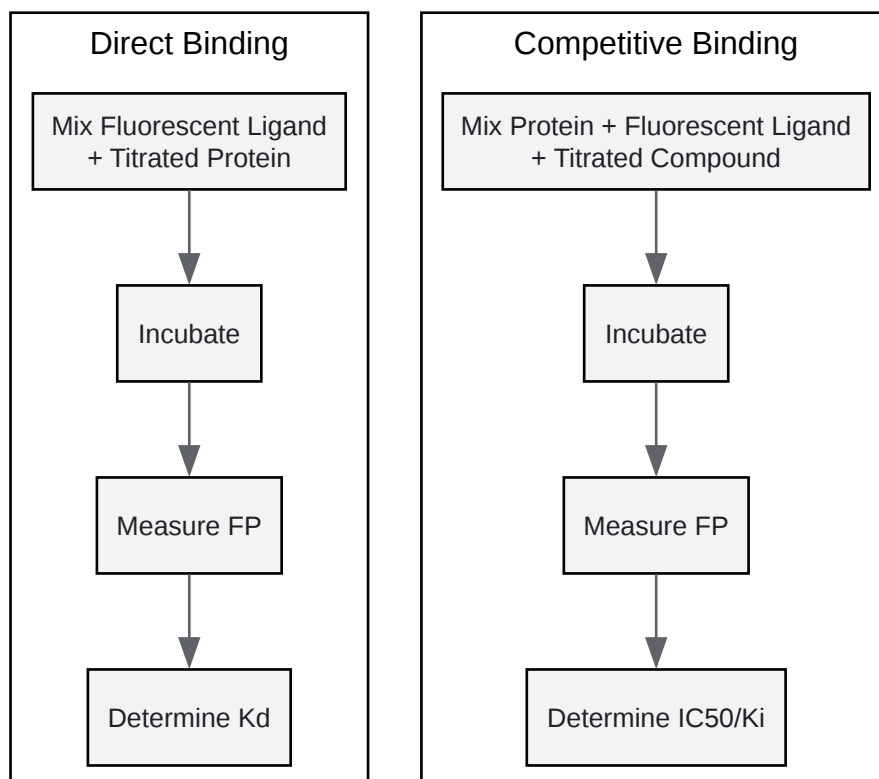 Direct Binding
Mix Fluorescent Ligand
+ Titrated Protein
Incubate
Measure FP
Determine Kd
Competitive Binding
Mix Protein + Fluorescent Ligand
+ Titrated Compound
Incubate
Measure FP
Determine IC50/Ki